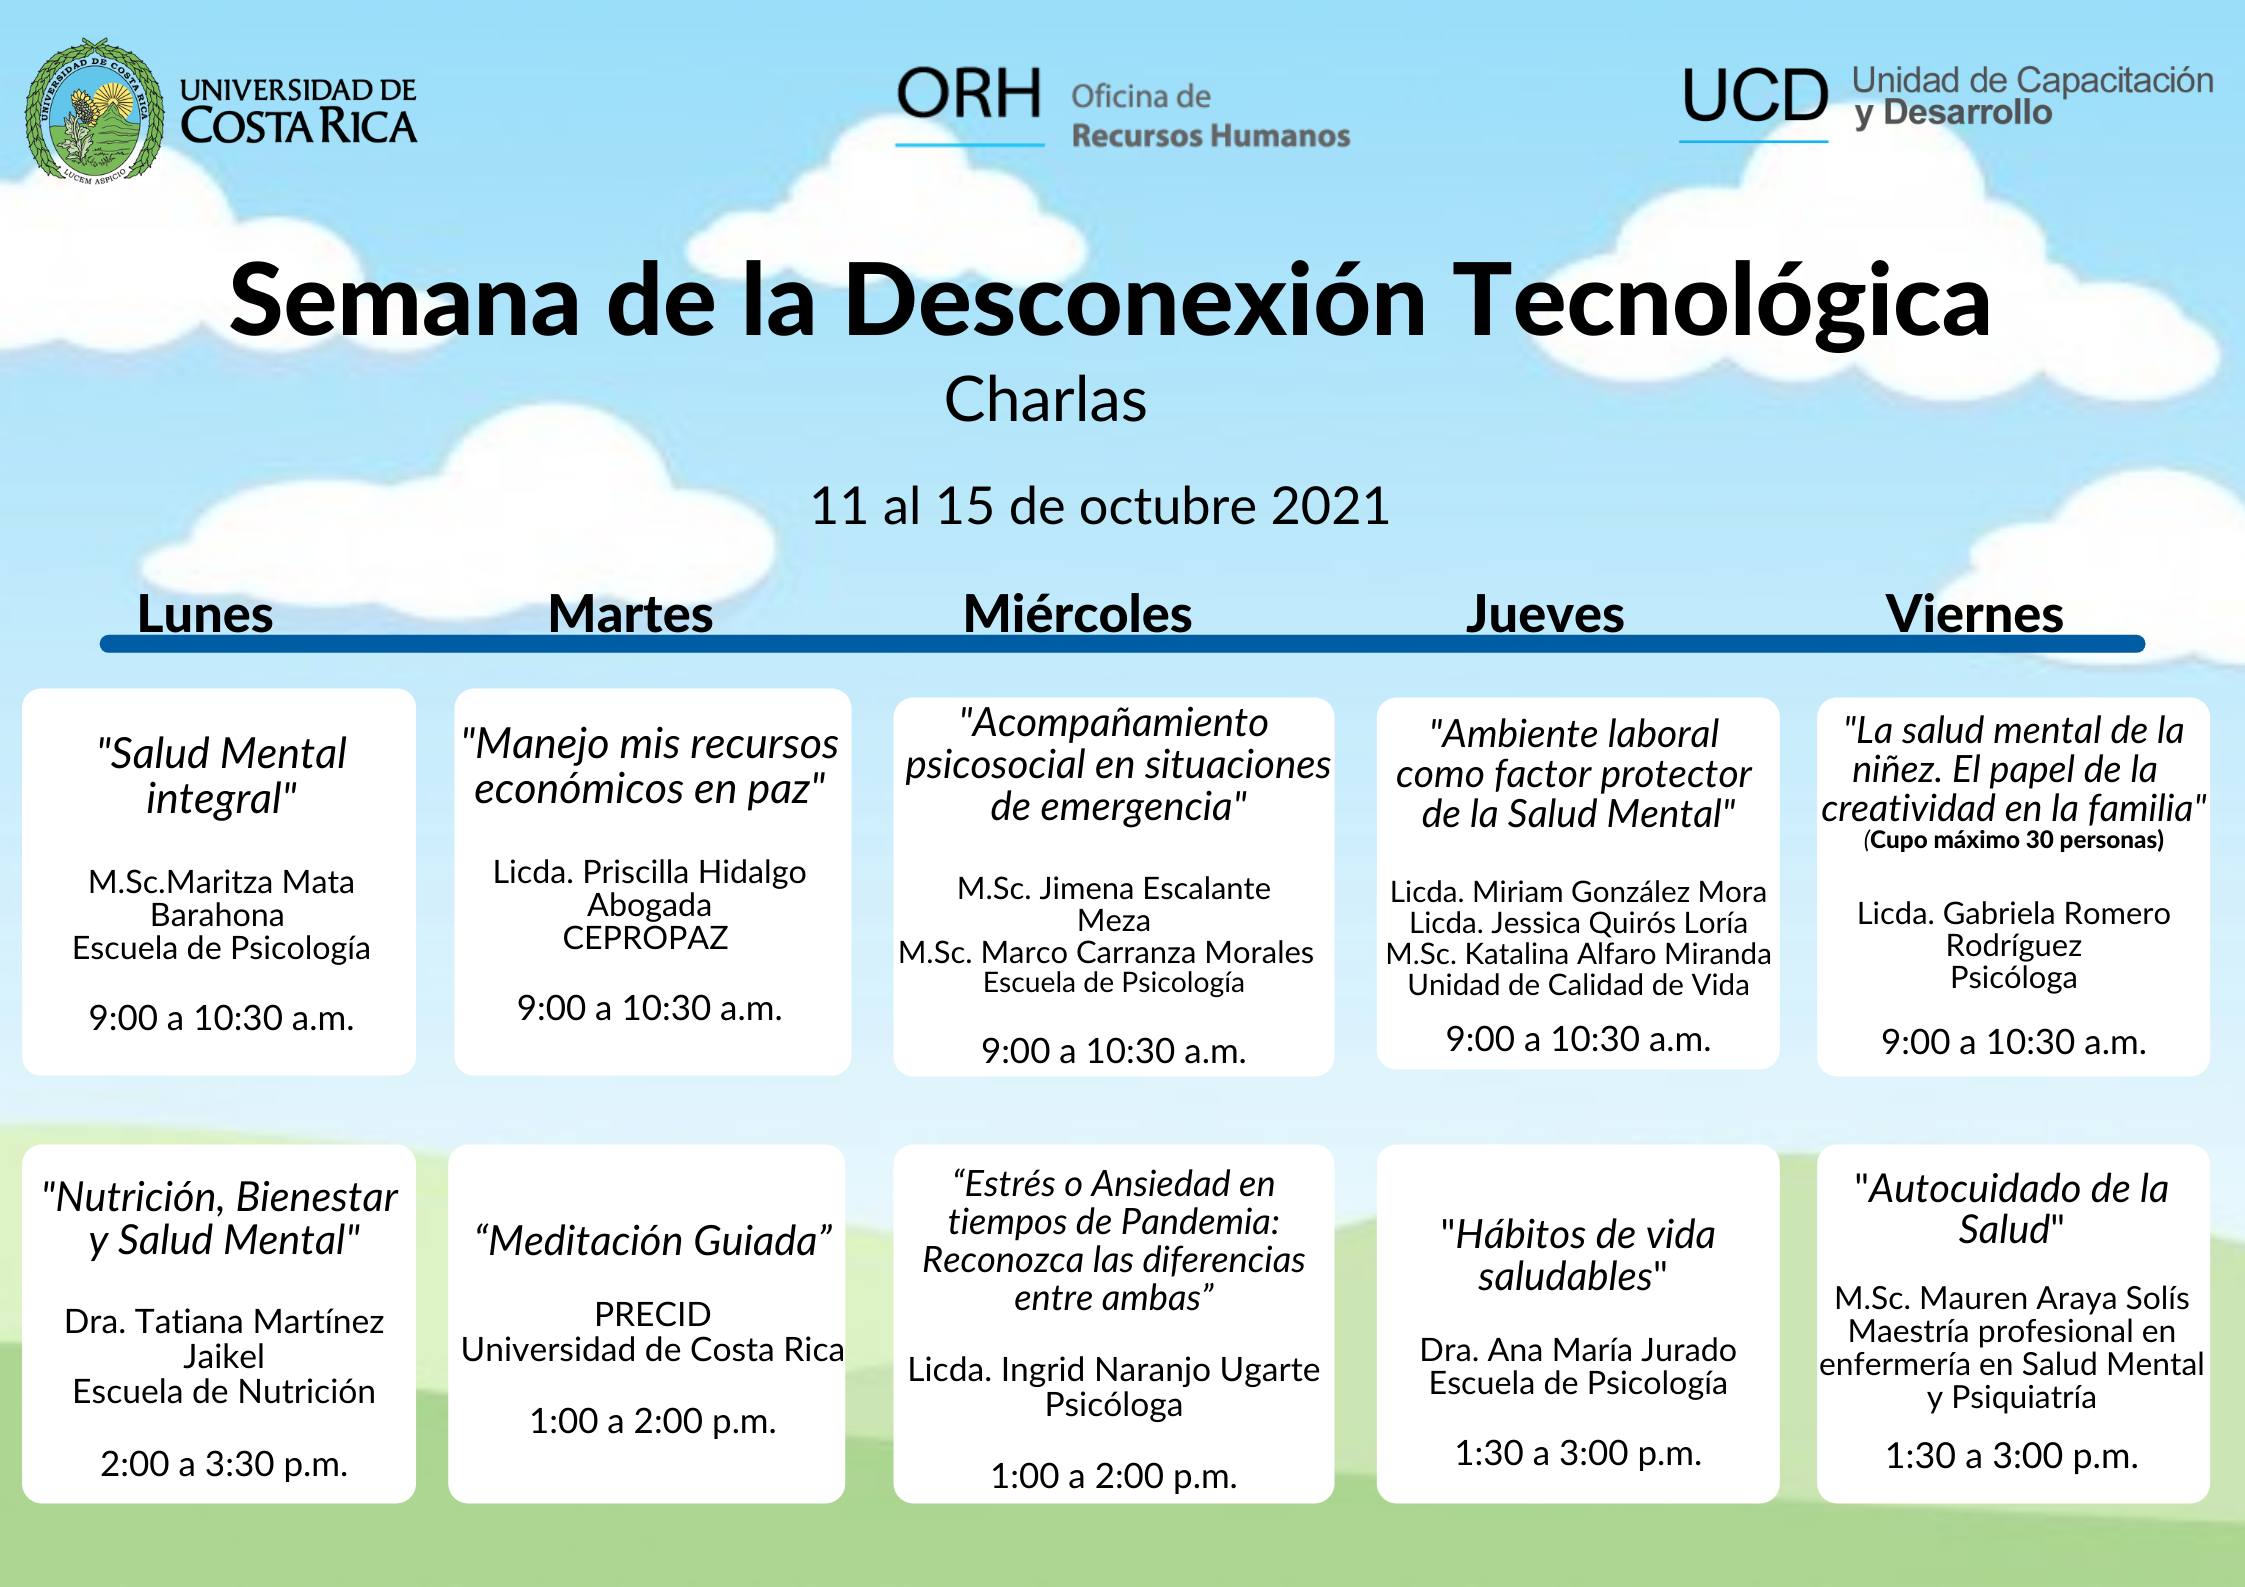 UNIVERSIDAD DE COSTA RICA
LUCEM ASPICIO
UNIVERSIDAD DE
COSTA RICA
ORH
Oficina de
Recursos Humanos
UCD
Unidad de Capacitación
y Desarrollo
Semana de la Desconexión Tecnológica
Charlas
11 al 15 de octubre 2021
Lunes
Martes
Miércoles
Jueves
Viernes
"Salud Mental
integral"
M.Sc.Maritza Mata
Barahona
Escuela de Psicología
9:00 a 10:30 a.m.
"Manejo mis recursos
económicos en paz"
Licda. Priscilla Hidalgo
Abogada
CEPROPAZ
9:00 a 10:30 a.m.
"Acompañamiento
psicosocial en situaciones
de emergencia"
M.Sc. Jimena Escalante
Meza
M.Sc. Marco Carranza Morales
Escuela de Psicología
9:00 a 10:30 a.m.
"Ambiente laboral
como factor protector
de la Salud Mental"
Licda. Miriam González Mora
Licda. Jessica Quirós Loría
M.Sc. Katalina Alfaro Miranda
Unidad de Calidad de Vida
9:00 a 10:30 a.m.
"La salud mental de la
niñez. El papel de la
creatividad en la familia"
(Cupo máximo 30 personas)
Licda. Gabriela Romero
Rodríguez
Psicóloga
9:00 a 10:30 a.m.
"Nutrición, Bienestar
y Salud Mental"
Dra. Tatiana Martínez
Jaikel
Escuela de Nutrición
2:00 a 3:30 p.m.
“Meditación Guiada”
PRECID
Universidad de Costa Rica
1:00 a 2:00 p.m.
“Estrés o Ansiedad en
tiempos de Pandemia:
Reconozca las diferencias
entre ambas”
Licda. Ingrid Naranjo Ugarte
Psicóloga
1:00 a 2:00 p.m.
"Hábitos de vida
saludables"
Dra. Ana María Jurado
Escuela de Psicología
1:30 a 3:00 p.m.
"Autocuidado de la
Salud"
M.Sc. Mauren Araya Solís
Maestría profesional en
enfermería en Salud Mental
y Psiquiatría
1:30 a 3:00 p.m.